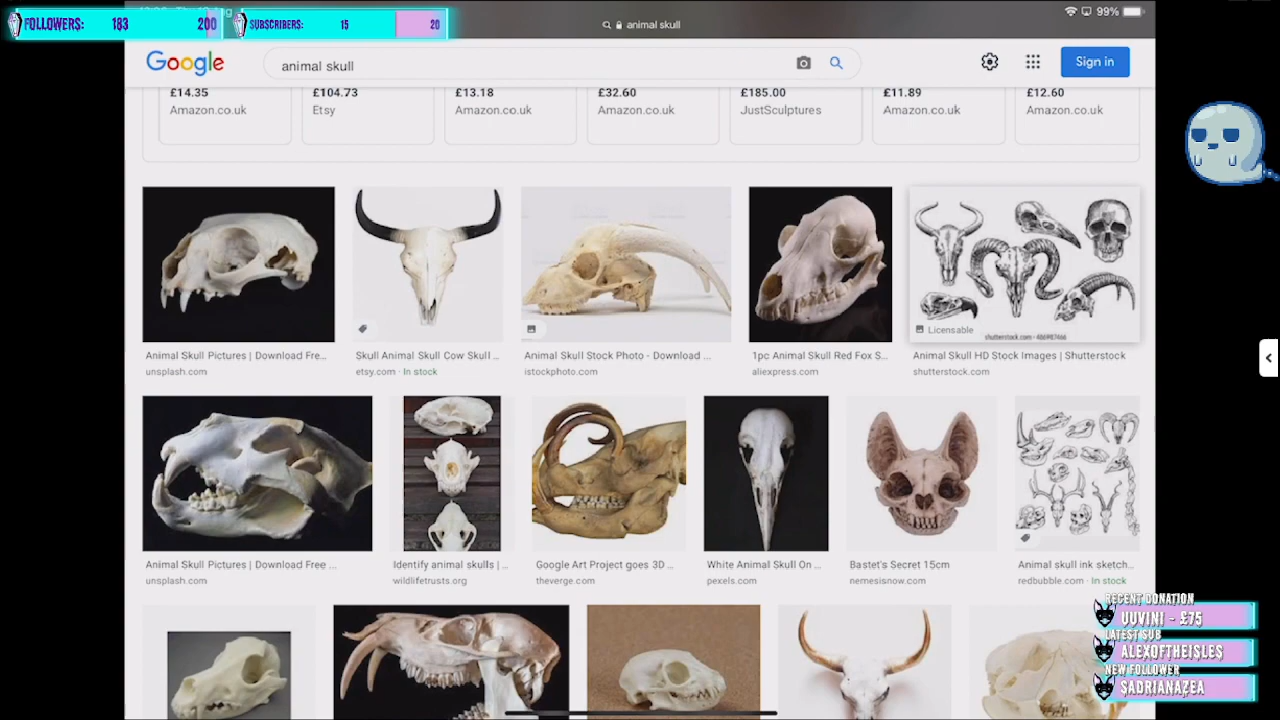 FOLLOWERS: 183 200
SUBSCRIBERS: 15 20
animal skull
99%
Google
animal skull
Sign in
£14.35
Amazon.co.uk
£104.73
Etsy
£13.18
Amazon.co.uk
£32.60
Amazon.co.uk
£185.00
JustSculptures
£11.89
Amazon.co.uk
£12.60
Amazon.co.uk
Licensable
shutterstock.com · 466987466
Animal Skull Pictures | Download Fre...
unsplash.com
Skull Animal Skull Cow Skull ...
etsy.com · In stock
Animal Skull Stock Photo - Download ...
istockphoto.com
1pc Animal Skull Red Fox S...
aliexpress.com
Animal Skull HD Stock Images | Shutterstock
shutterstock.com
Animal Skull Pictures | Download Free ...
unsplash.com
Identify animal skulls | ...
wildlifetrusts.org
Google Art Project goes 3D ...
theverge.com
White Animal Skull On ...
pexels.com
Bastet's Secret 15cm
nemesisnow.com
Animal skull ink sketch...
redbubble.com · In stock
RECENT DONATION
UUVINI - £75
LATEST SUB
ALEXOFTHEISLES
NEW FOLLOWER
SADRIANAZEA